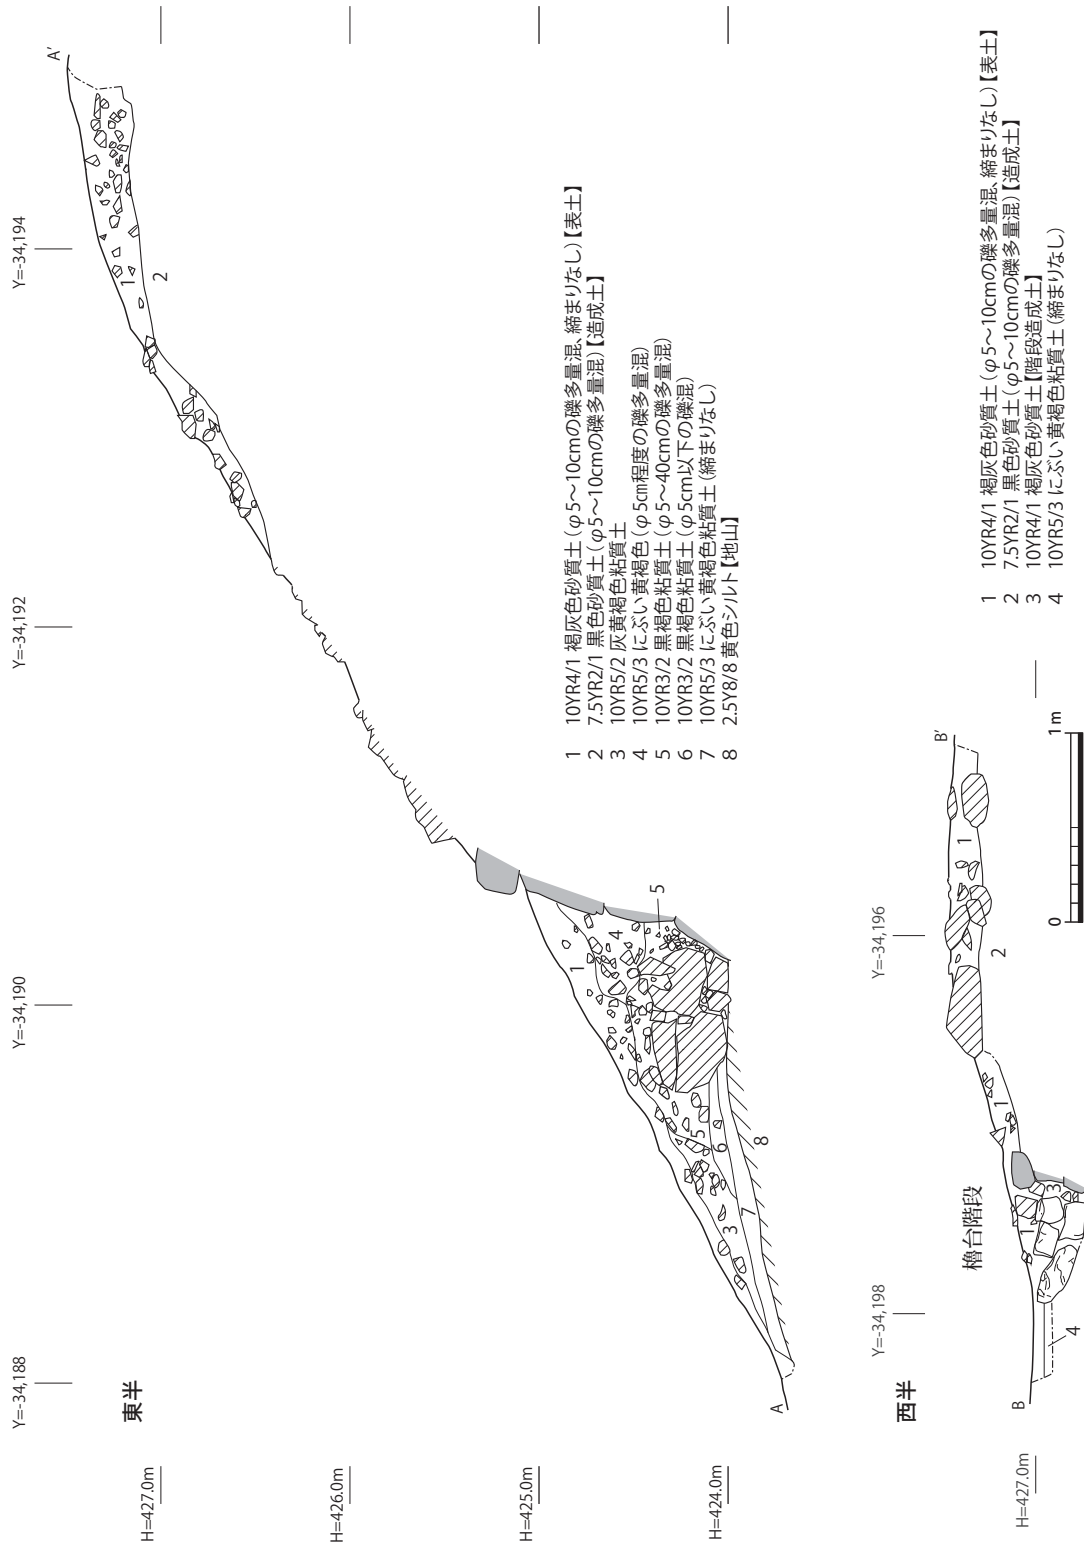 東半
Y=-34,188
Y=-34,190
Y=-34,192
Y=-34,194
H=427.0m
H=426.0m
H=425.0m
H=424.0m
A
A′
1
2
1
4
5
3
5
6
7
8
1 10YR4/1 褐灰色砂質土(φ5〜10cmの礫多量混、締まりなし)【表土】
2 7.5YR2/1 黒色砂質土(φ5〜10cmの礫多量混)【造成土】
3 10YR5/2 灰黄褐色粘質土
4 10YR5/3 にぶい黄褐色(φ5㎝程度の礫多量混)
5 10YR3/2 黒褐色粘質土(φ5〜40cmの礫多量混)
6 10YR3/2 黒褐色粘質土(φ5cm以下の礫混)
7 10YR5/3 にぶい黄褐色粘質土(締まりなし)
8 2.5Y8/8 黄色シルト【地山】
西半
Y=-34,198
Y=-34,196
H=427.0m
櫓台階段
B
B′
1
3
4
1
1
2
0 1m
1 10YR4/1 褐灰色砂質土(φ5〜10cmの礫多量混、締まりなし)【表土】
2 7.5YR2/1 黒色砂質土(φ5〜10cmの礫多量混)【造成土】
3 10YR4/1 褐灰色砂質土【階段造成土】
4 10YR5/3 にぶい黄褐色粘質土(締まりなし)